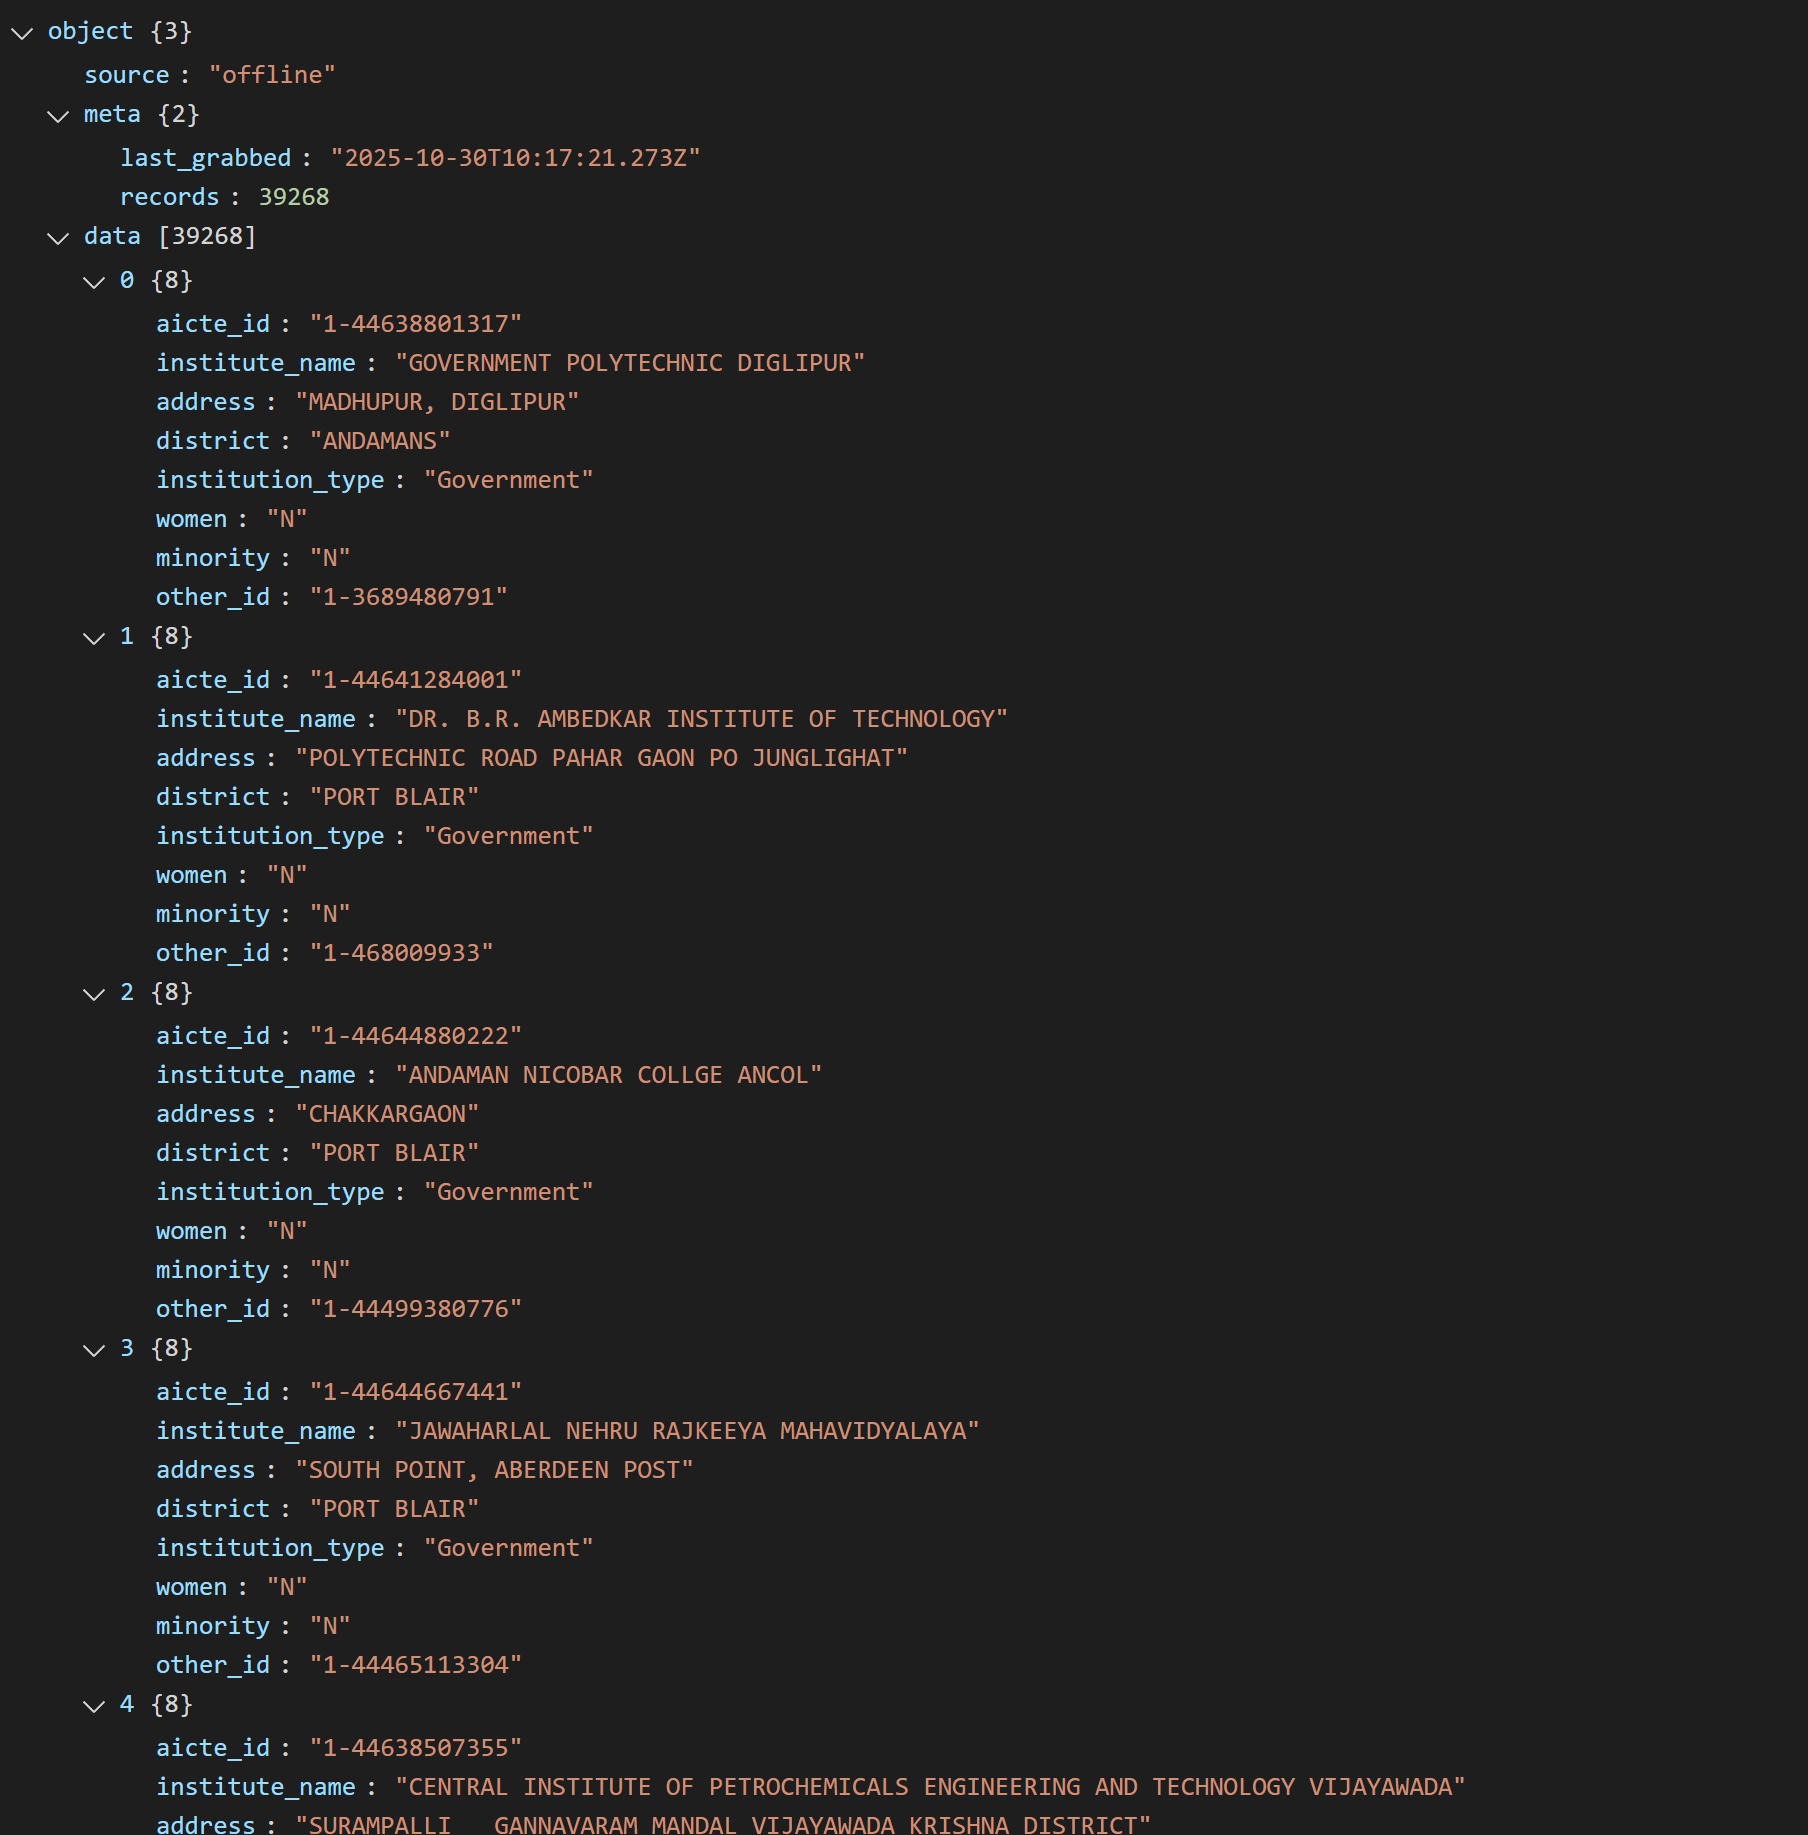 object {3}
source : "offline"
meta {2}
last_grabbed : "2025-10-30T10:17:21.273Z"
records : 39268
data [39268]
0 {8}
aicte_id : "1-44638801317"
institute_name : "GOVERNMENT POLYTECHNIC DIGLIPUR"
address : "MADHUPUR, DIGLIPUR"
district : "ANDAMANS"
institution_type : "Government"
women : "N"
minority : "N"
other_id : "1-3689480791"
1 {8}
aicte_id : "1-44641284001"
institute_name : "DR. B.R. AMBEDKAR INSTITUTE OF TECHNOLOGY"
address : "POLYTECHNIC ROAD PAHAR GAON PO JUNGLIGHAT"
district : "PORT BLAIR"
institution_type : "Government"
women : "N"
minority : "N"
other_id : "1-468009933"
2 {8}
aicte_id : "1-44644880222"
institute_name : "ANDAMAN NICOBAR COLLGE ANCOL"
address : "CHAKKARGAON"
district : "PORT BLAIR"
institution_type : "Government"
women : "N"
minority : "N"
other_id : "1-44499380776"
3 {8}
aicte_id : "1-44644667441"
institute_name : "JAWAHARLAL NEHRU RAJKEEYA MAHAVIDYALAYA"
address : "SOUTH POINT, ABERDEEN POST"
district : "PORT BLAIR"
institution_type : "Government"
women : "N"
minority : "N"
other_id : "1-44465113304"
4 {8}
aicte_id : "1-44638507355"
institute_name : "CENTRAL INSTITUTE OF PETROCHEMICALS ENGINEERING AND TECHNOLOGY VIJAYAWADA"
address : "SURAMPALLI   GANNAVARAM MANDAL VIJAYAWADA KRISHNA DISTRICT"